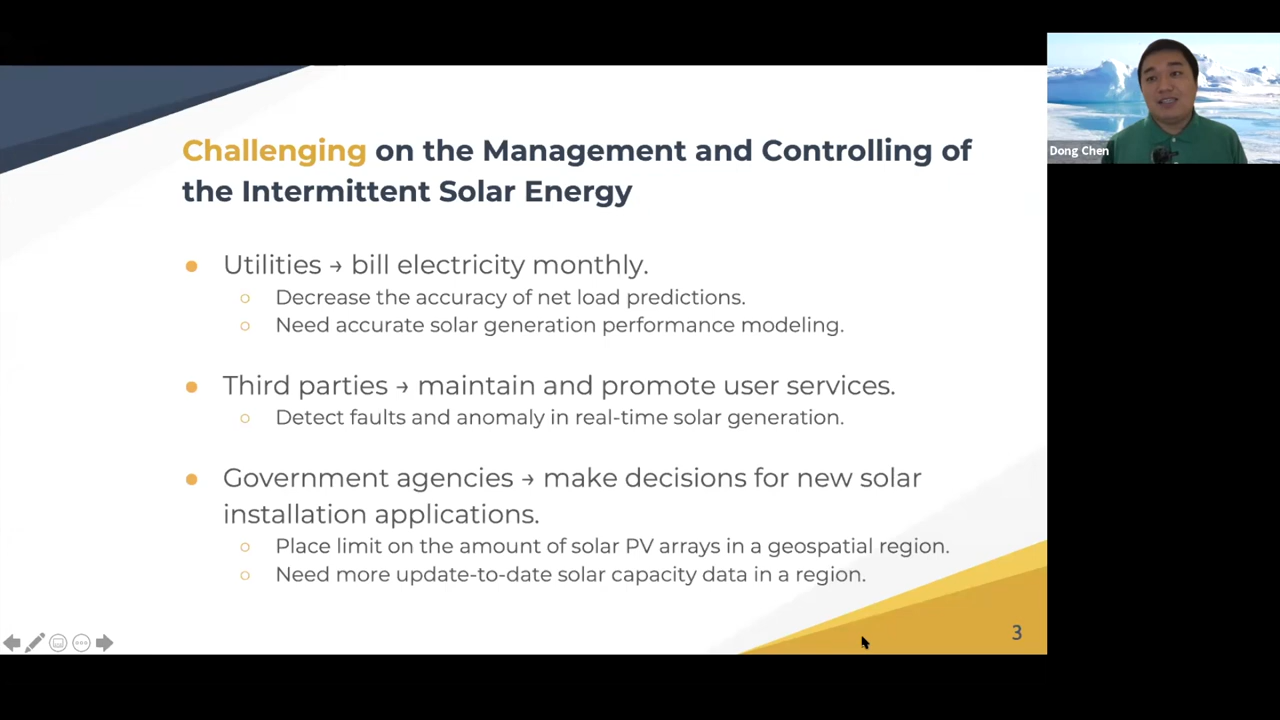 Challenging on the Management and Controlling of
the Intermittent Solar Energy
● Utilities → bill electricity monthly.
○ Decrease the accuracy of net load predictions.
○ Need accurate solar generation performance modeling.
● Third parties → maintain and promote user services.
○ Detect faults and anomaly in real-time solar generation.
● Government agencies → make decisions for new solar
installation applications.
○ Place limit on the amount of solar PV arrays in a geospatial region.
○ Need more update-to-date solar capacity data in a region.
3
Dong Chen